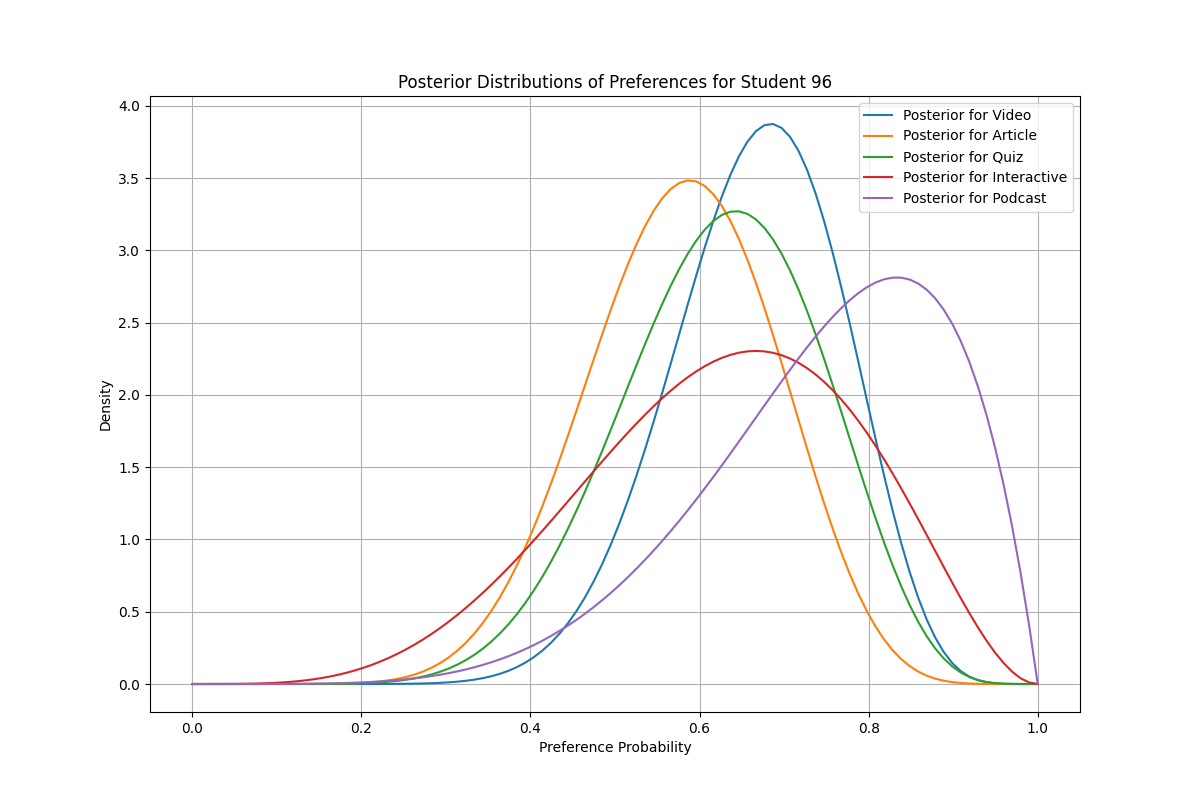 Posterior Distributions of Preferences for Student 96
Posterior for Video
Posterior for Article
Posterior for Quiz
Posterior for Interactive
Posterior for Podcast
Density
4.0
3.5
3.0
2.5
2.0
1.5
1.0
0.5
0.0
0.0 0.2 0.4 0.6 0.8 1.0
Preference Probability